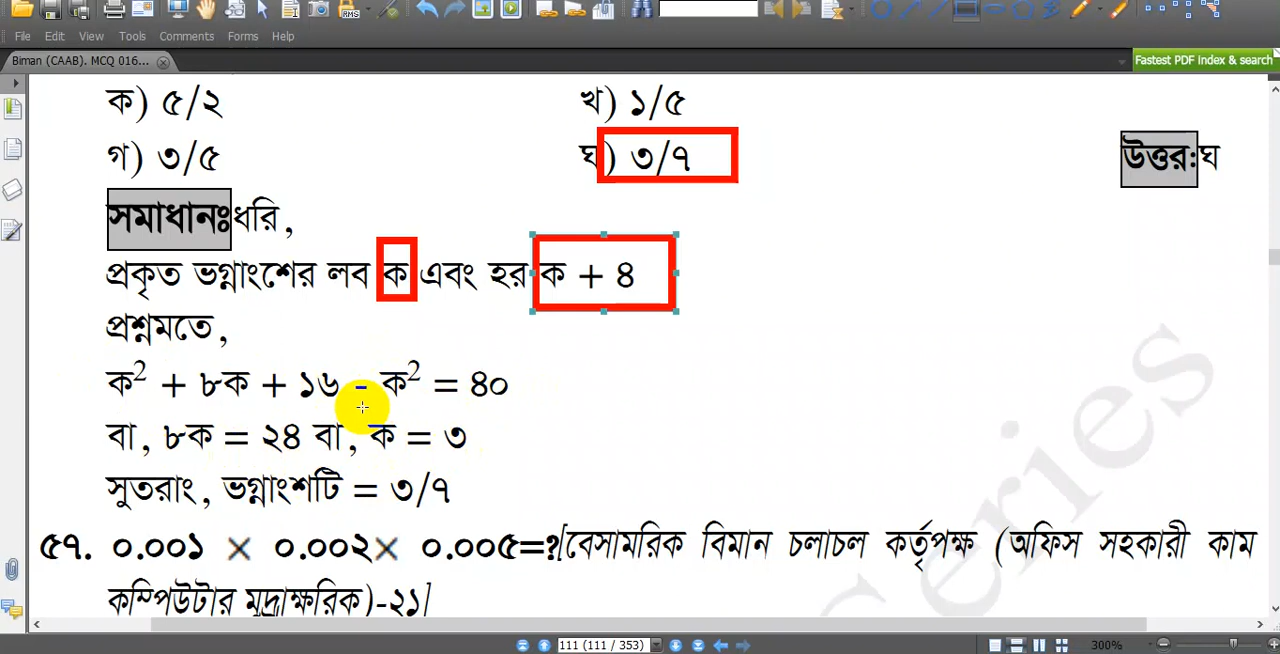 File Edit View Tools Comments Forms Help
Biman (CAAB). MCQ 016...
Fastest PDF index & search
ক) ৫/২ খ) ১/৫
গ) ৩/৫ ঘ) ৩/৭ উত্তর:ঘ
সমাধানঃধরি,
প্রকৃত ভগ্নাংশের লব ক এবং হর ক + ৪
প্রশ্নমতে,
ক² + ৮ক + ১৬ - ক² = ৪০
বা, ৮ক = ২৪ বা, ক = ৩
সুতরাং, ভগ্নাংশটি = ৩/৭
৫৭. ০.০০১ × ০.০০২× ০.০০৫=?[বেসামরিক বিমান চলাচল কর্তৃপক্ষ (অফিস সহকারী কাম
কম্পিউটার মুদ্রাক্ষরিক)-২১]
eries
111 (111 / 353) 300%